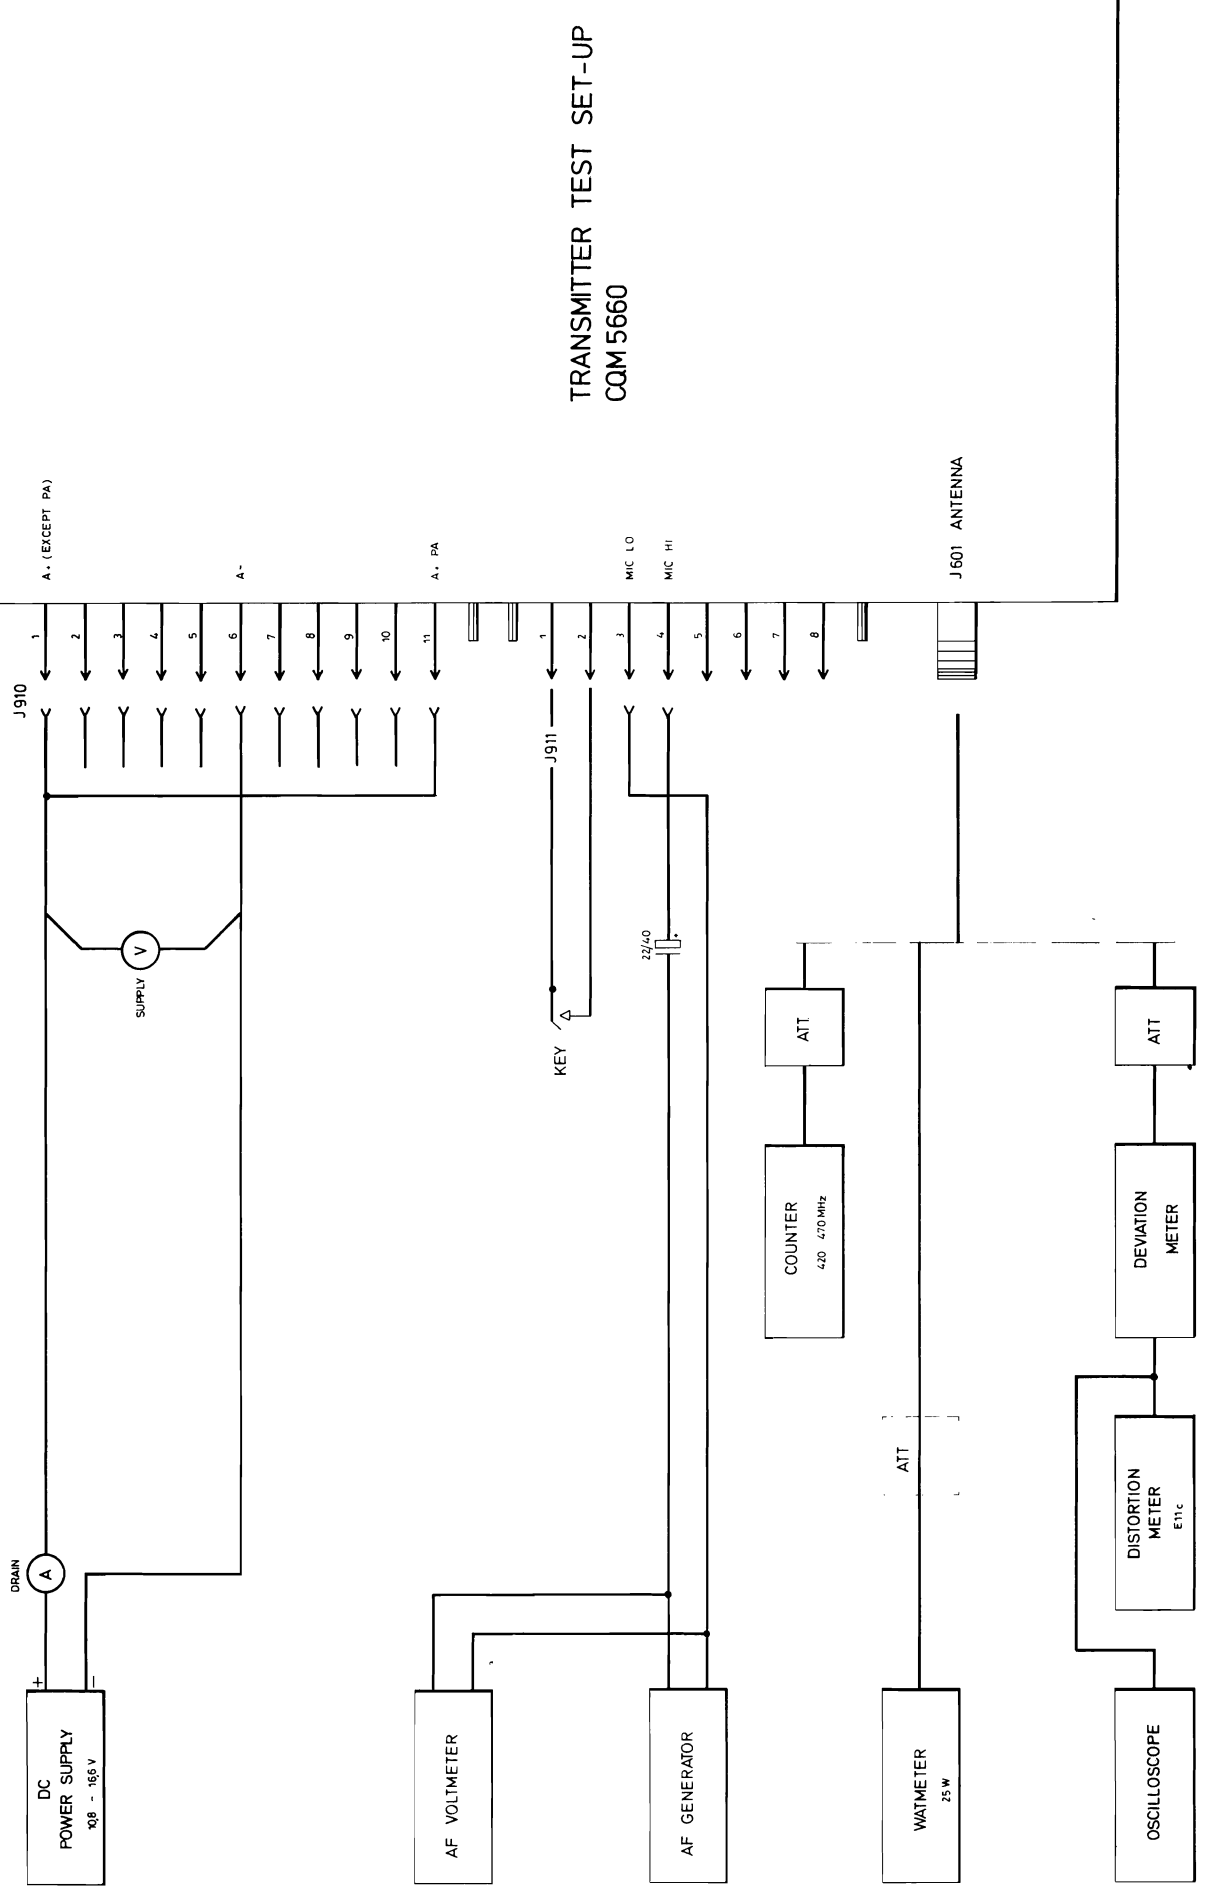 TRANSMITTER TEST SET-UP
CQM 5660
DC
POWER SUPPLY
10,8 - 16,6 V
+
-
DRAIN
A
SUPPLY
V
J910
1
2
3
4
5
6
7
8
9
10
11
A+ (EXCEPT PA)
A-
A+ PA
J911
1
2
3
4
5
6
7
8
MIC LO
MIC HI
KEY
22/40
+
AF VOLTMETER
AF GENERATOR
J601 ANTENNA
ATT
COUNTER
420 470 MHz
ATT
WATMETER
25 W
ATT
DEVIATION
METER
DISTORTION
METER
E11c
OSCILLOSCOPE